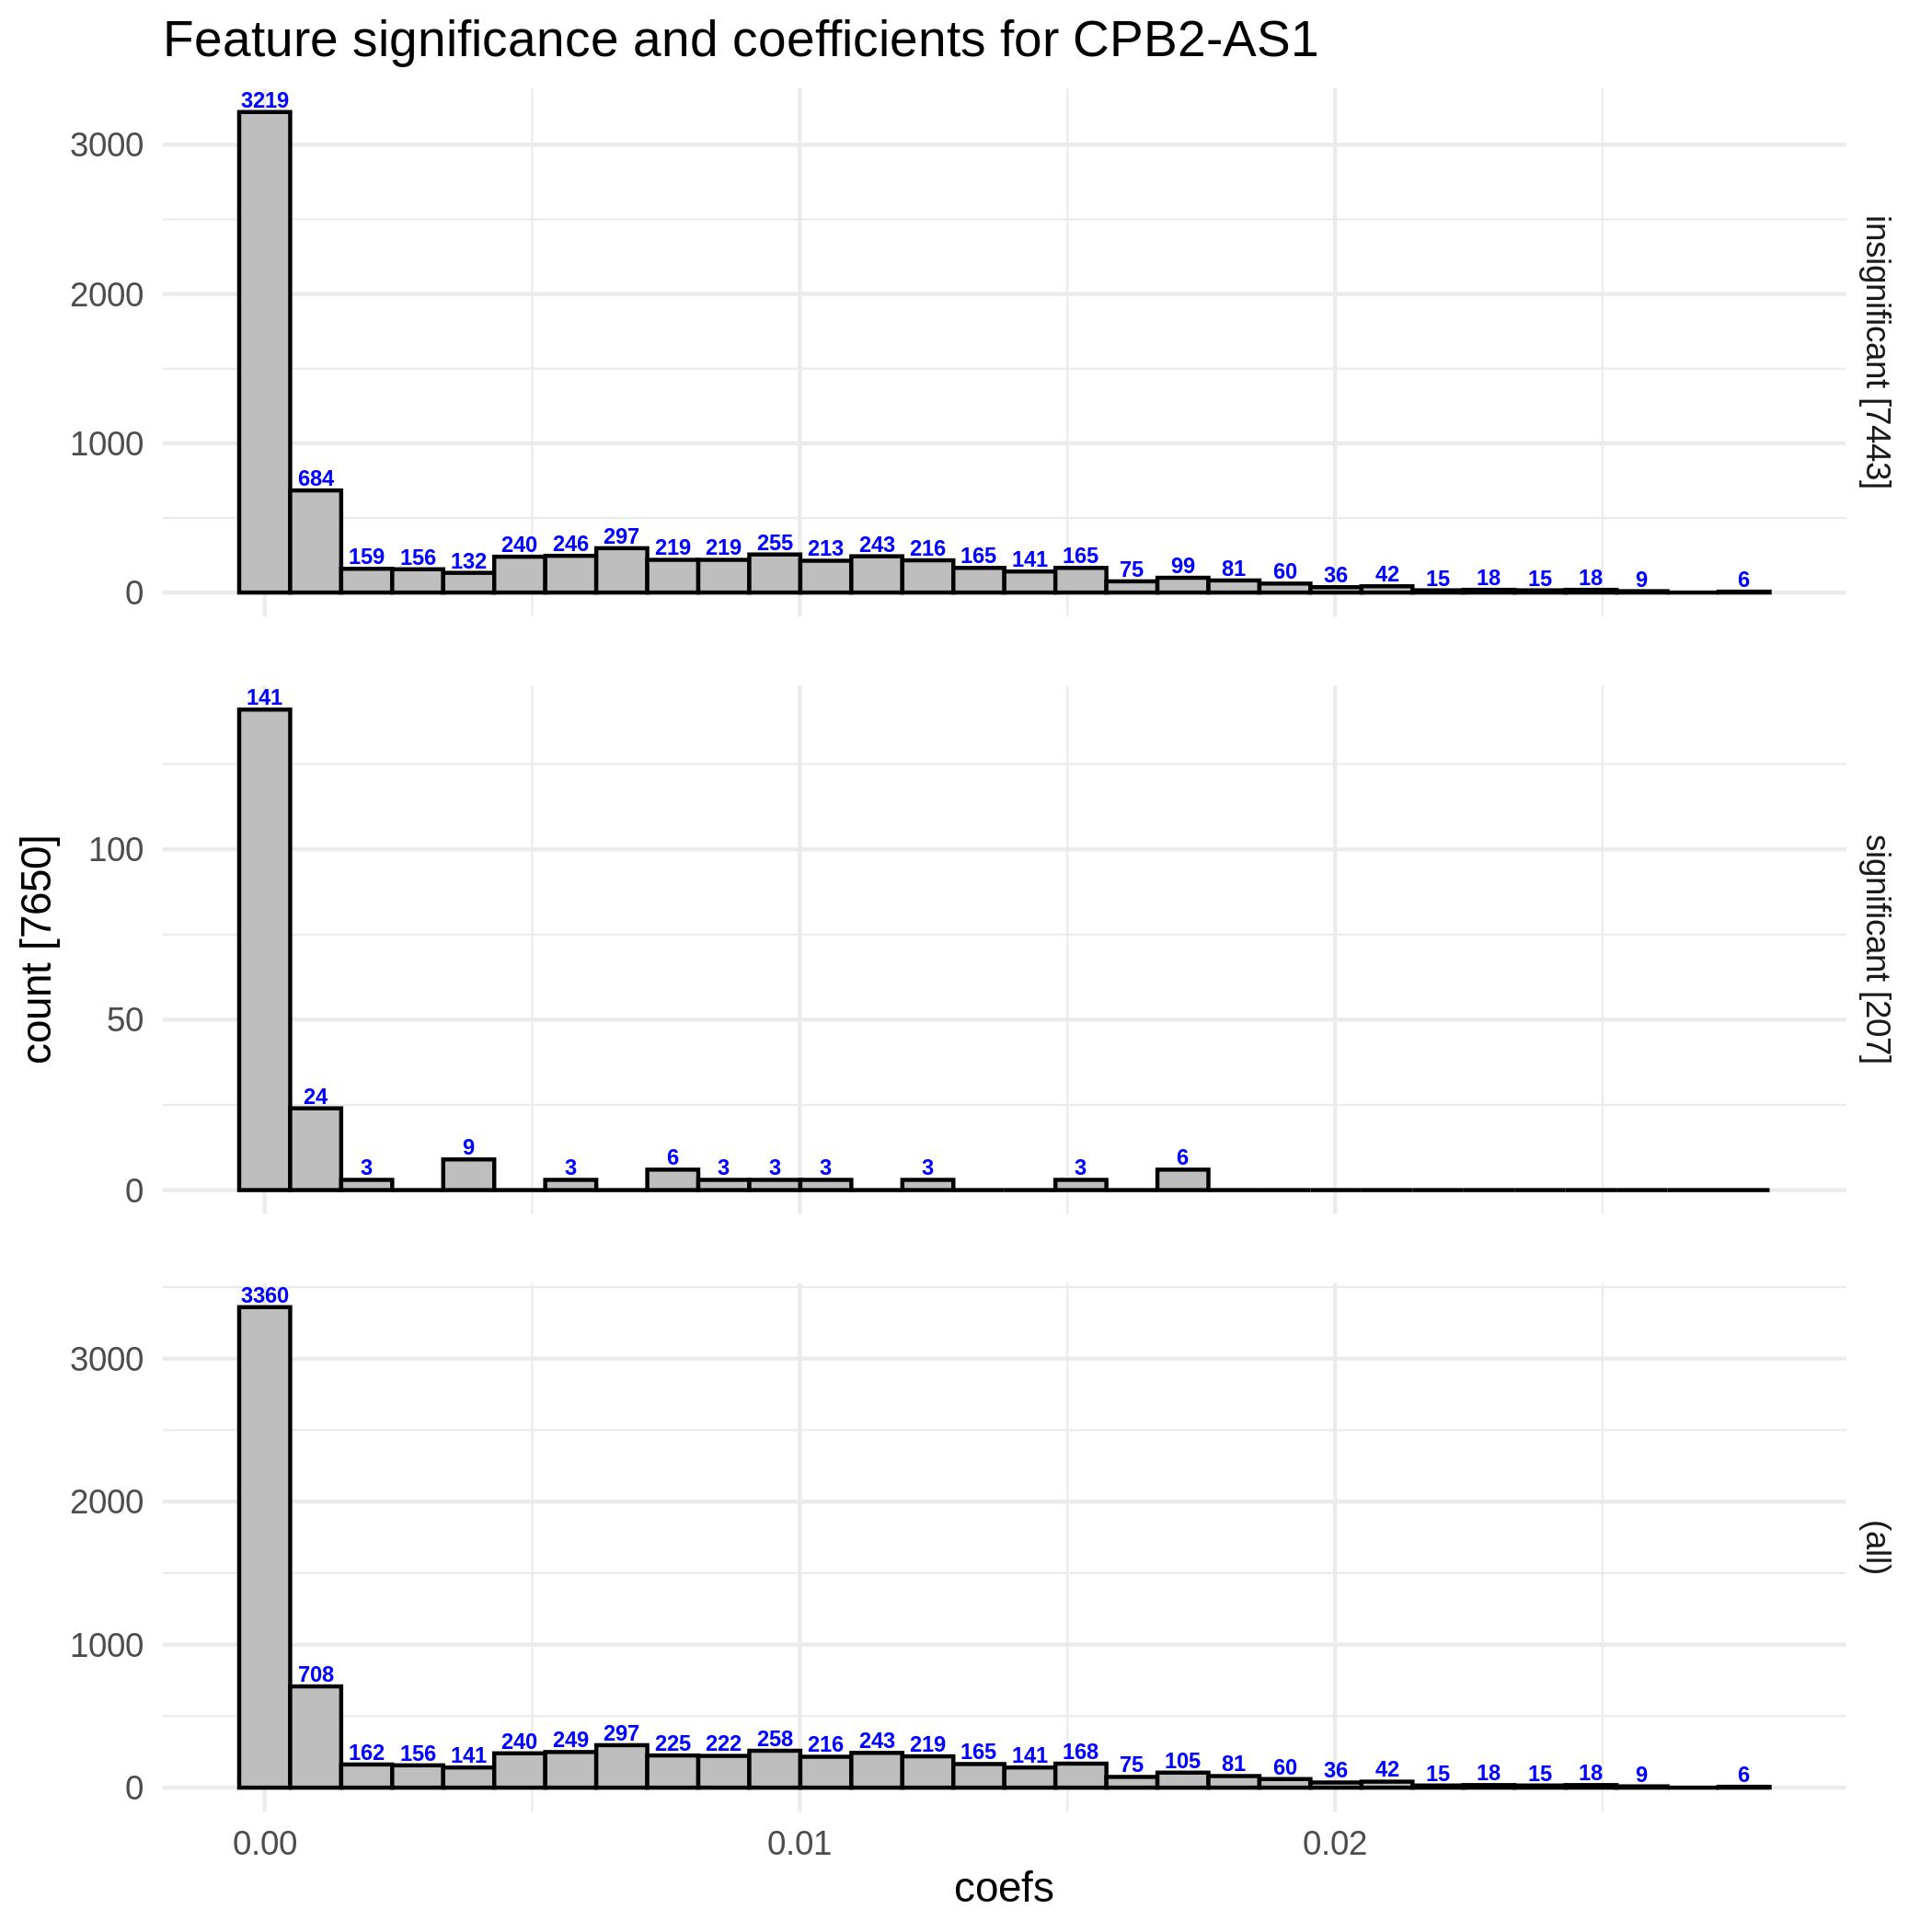 Feature significance and coefficients for CPB2-AS1
3219
684
159 156 132 240 246 297 219 219 255 213 243 216 165 141 165 75 99 81 60 36 42 15 18 15 18 9 6
3000
2000
1000
0
insignificant [7443]
141
24
3 9 3 6 3 3 3 3 3 6
100
50
0
significant [207]
count [7650]
3360
708
162 156 141 240 249 297 225 222 258 216 243 219 165 141 168 75 105 81 60 36 42 15 18 15 18 9 6
3000
2000
1000
0
(all)
0.00 0.01 0.02
coefs